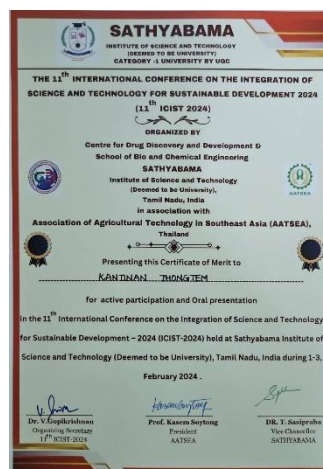 SATHYABAMA
INSTITUTE OF SCIENCE AND TECHNOLOGY
(DEEMED TO BE UNIVERSITY)
CATEGORY -1 UNIVERSITY BY UGC
THE 11th INTERNATIONAL CONFERENCE ON THE INTEGRATION OF
SCIENCE AND TECHNOLOGY FOR SUSTAINABLE DEVELOPMENT 2024
(11th ICIST 2024)
ORGANIZED BY
Centre for Drug Discovery and Development &
School of Bio and Chemical Engineering
SATHYABAMA
Institute of Science and Technology
(Deemed to be University),
Tamil Nadu, India
in association with
Association of Agricultural Technology in Southeast Asia (AATSEA),
Thailand
AATSEA
Presenting this Certificate of Merit to
KANTINAN THONGTEM
for active participation and Oral presentation
in the 11th International Conference on the Integration of Science and Technology
for Sustainable Development – 2024 (ICIST-2024) held at Sathyabama Institute of
Science and Technology (Deemed to be University), Tamil Nadu, India during 1-3,
February 2024 .
Kasem Soytong
Dr. V.Gopikrishnan Prof. Kasem Soytong DR. T. Sasipraba
Organizing Secretary President Vice Chancellor
11th ICIST-2024 AATSEA SATHYABAMA